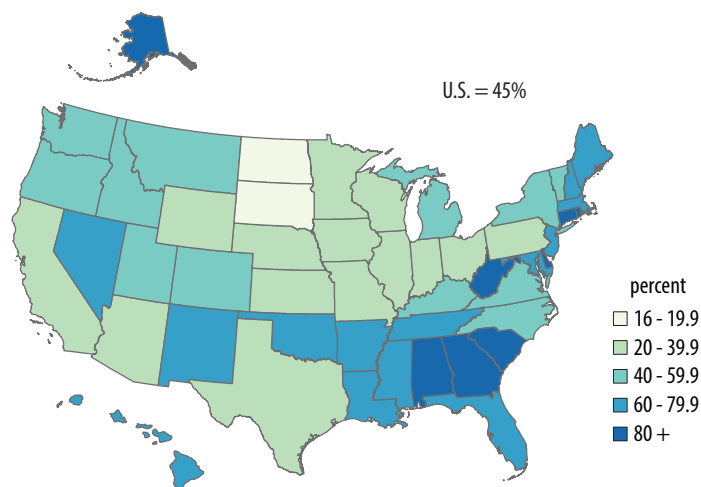 U.S. = 45%
percent
16 - 19.9
20 - 39.9
40 - 59.9
60 - 79.9
80 +